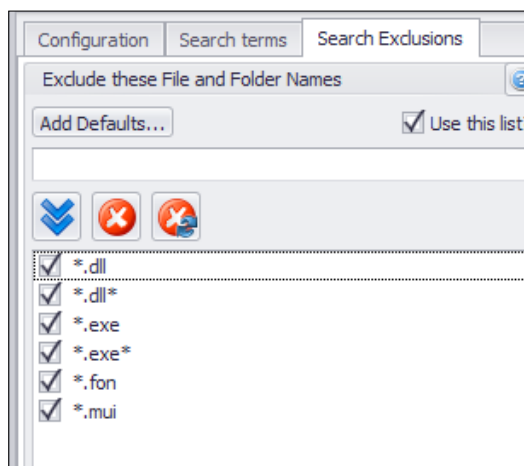 Configuration Search terms Search Exclusions
Exclude these File and Folder Names
Add Defaults... Use this list
*.dll
*.dll*
*.exe
*.exe*
*.fon
*.mui